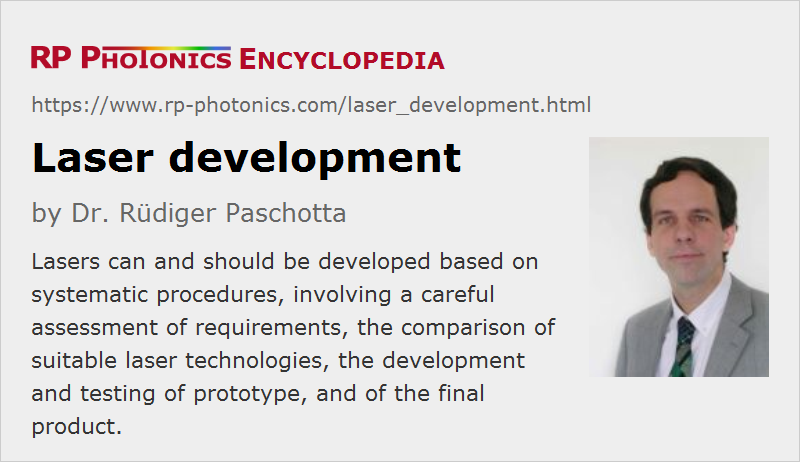 RP PHOTONICS ENCYCLOPEDIA
https://www.rp-photonics.com/laser_development.html
Laser development
by Dr. Rüdiger Paschotta
Lasers can and should be developed based on
systematic procedures, involving a careful
assessment of requirements, the comparison of
suitable laser technologies, the development
and testing of prototype, and of the final
product.